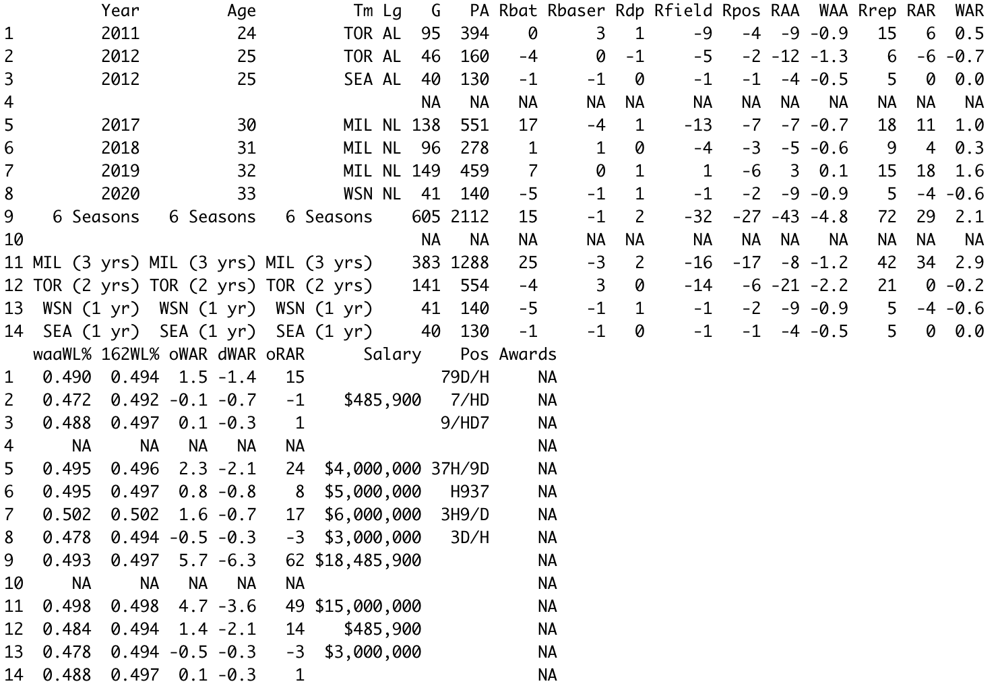 Year Age Tm Lg G PA Rbat Rbaser Rdp Rfield Rpos RAA WAA Rrep RAR WAR
1 2011 24 TOR AL 95 394 0 3 1 -9 -4 -9 -0.9 15 6 0.5
2 2012 25 TOR AL 46 160 -4 0 -1 -5 -2 -12 -1.3 6 -6 -0.7
3 2012 25 SEA AL 40 130 -1 -1 0 -1 -1 -4 -0.5 5 0 0.0
4 NA NA NA NA NA NA NA NA NA NA NA NA
5 2017 30 MIL NL 138 551 17 -4 1 -13 -7 -7 -0.7 18 11 1.0
6 2018 31 MIL NL 96 278 1 1 0 -4 -3 -5 -0.6 9 4 0.3
7 2019 32 MIL NL 149 459 7 0 1 1 -6 3 0.1 15 18 1.6
8 2020 33 WSN NL 41 140 -5 -1 1 -1 -2 -9 -0.9 5 -4 -0.6
9 6 Seasons 6 Seasons 6 Seasons 605 2112 15 -1 2 -32 -27 -43 -4.8 72 29 2.1
10 NA NA NA NA NA NA NA NA NA NA NA NA
11 MIL (3 yrs) MIL (3 yrs) MIL (3 yrs) 383 1288 25 -3 2 -16 -17 -8 -1.2 42 34 2.9
12 TOR (2 yrs) TOR (2 yrs) TOR (2 yrs) 141 554 -4 3 0 -14 -6 -21 -2.2 21 0 -0.2
13 WSN (1 yr) WSN (1 yr) WSN (1 yr) 41 140 -5 -1 1 -1 -2 -9 -0.9 5 -4 -0.6
14 SEA (1 yr) SEA (1 yr) SEA (1 yr) 40 130 -1 -1 0 -1 -1 -4 -0.5 5 0 0.0
waaWL% 162WL% oWAR dWAR oRAR Salary Pos Awards
1 0.490 0.494 1.5 -1.4 15 79D/H NA
2 0.472 0.492 -0.1 -0.7 -1 $485,900 7/HD NA
3 0.488 0.497 0.1 -0.3 1 9/HD7 NA
4 NA NA NA NA NA NA
5 0.495 0.496 2.3 -2.1 24 $4,000,000 37H/9D NA
6 0.495 0.497 0.8 -0.8 8 $5,000,000 H937 NA
7 0.502 0.502 1.6 -0.7 17 $6,000,000 3H9/D NA
8 0.478 0.494 -0.5 -0.3 -3 $3,000,000 3D/H NA
9 0.493 0.497 5.7 -6.3 62 $18,485,900 NA
10 NA NA NA NA NA NA
11 0.498 0.498 4.7 -3.6 49 $15,000,000 NA
12 0.484 0.494 1.4 -2.1 14 $485,900 NA
13 0.478 0.494 -0.5 -0.3 -3 $3,000,000 NA
14 0.488 0.497 0.1 -0.3 1 NA